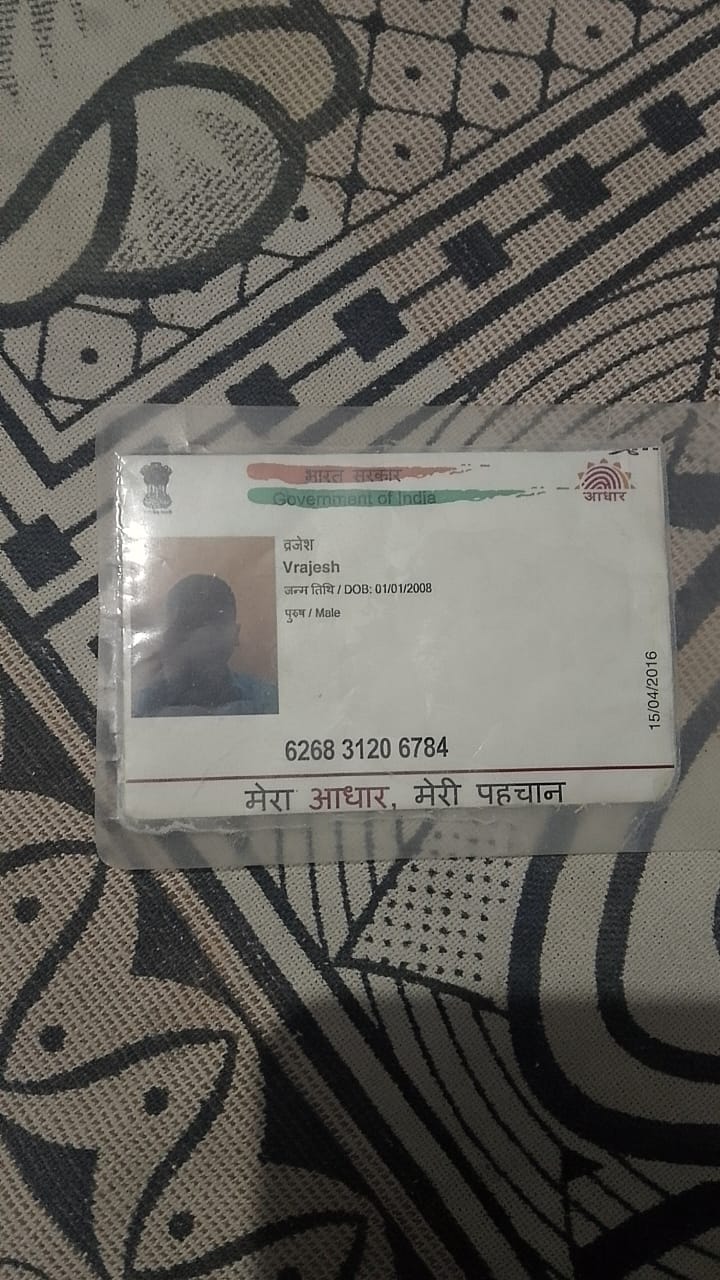 भारत सरकार
Government of India
आधार
व्रजेश
Vrajesh
जन्म तिथि / DOB: 01/01/2008
पुरुष / Male
15/04/2016
6268 3120 6784
मेरा आधार, मेरी पहचान